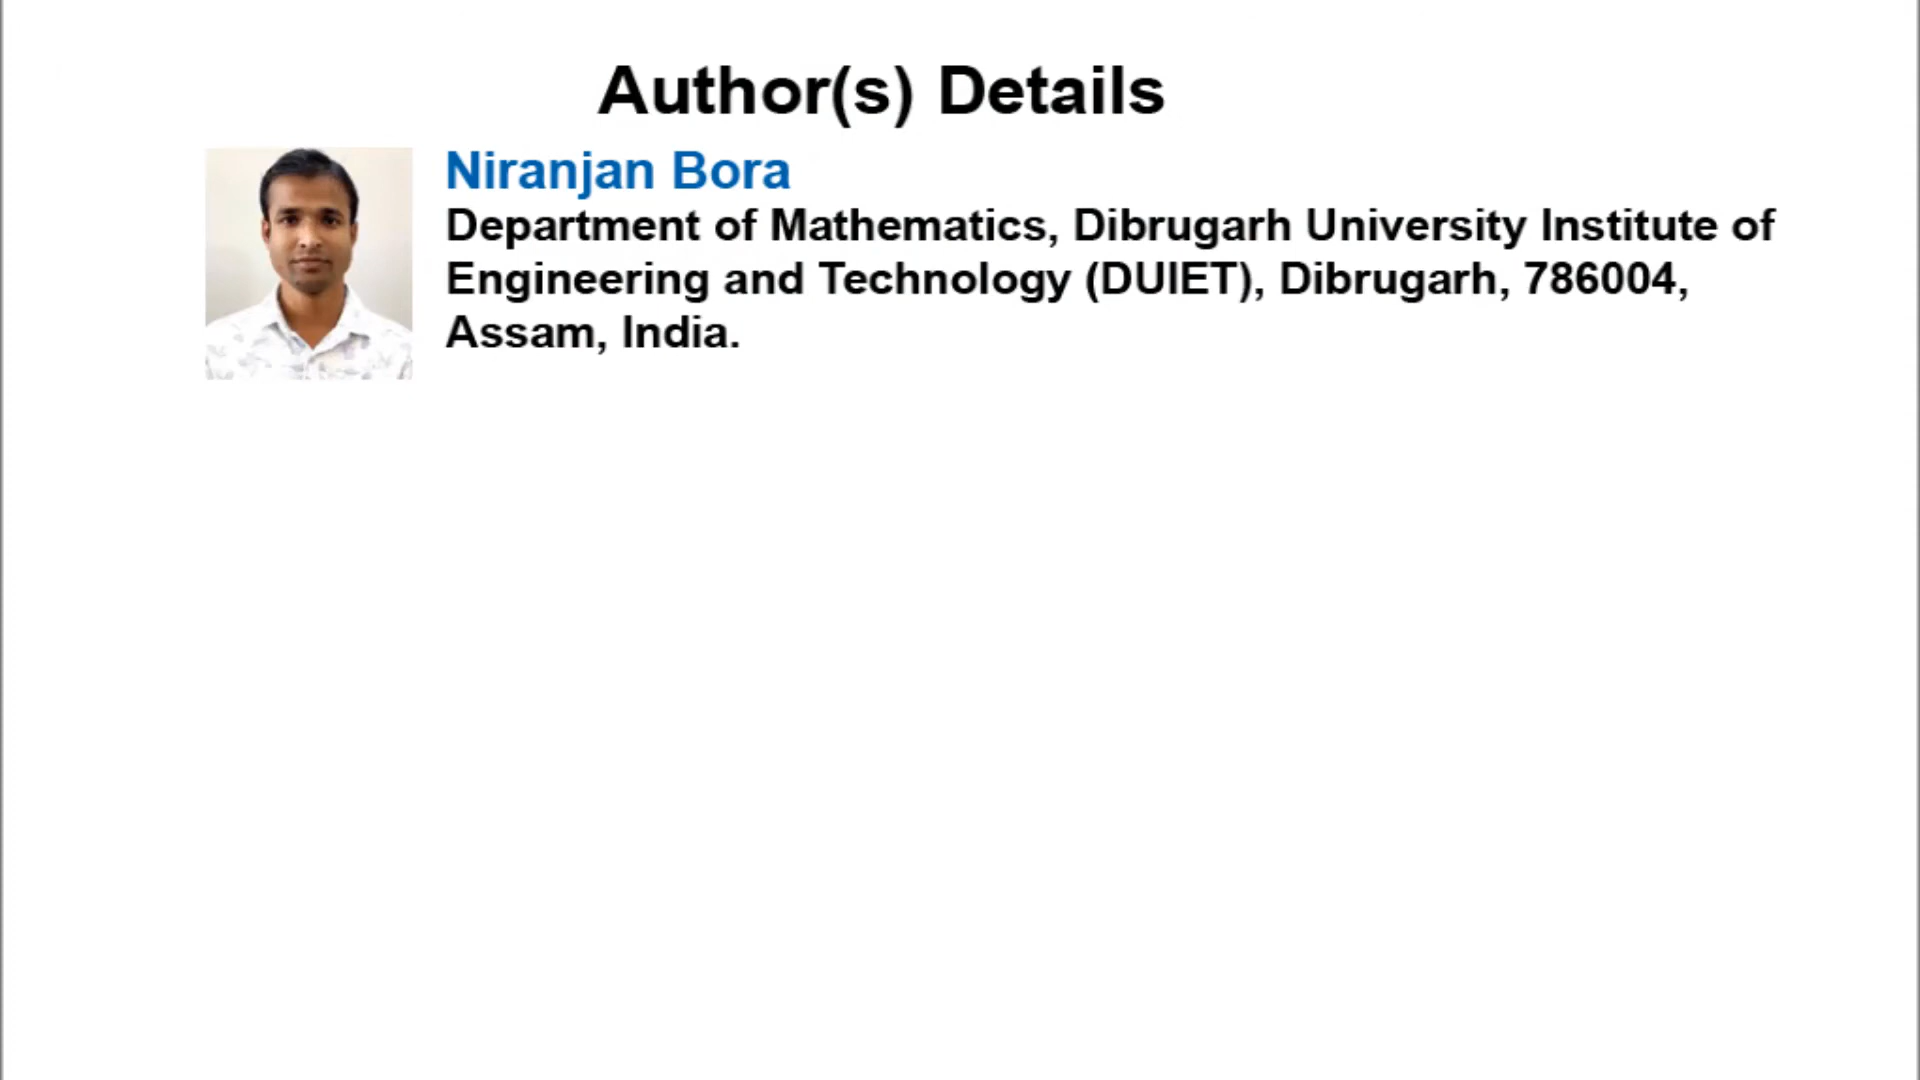 Author(s) Details
Niranjan Bora
Department of Mathematics, Dibrugarh University Institute of
Engineering and Technology (DUIET), Dibrugarh, 786004,
Assam, India.